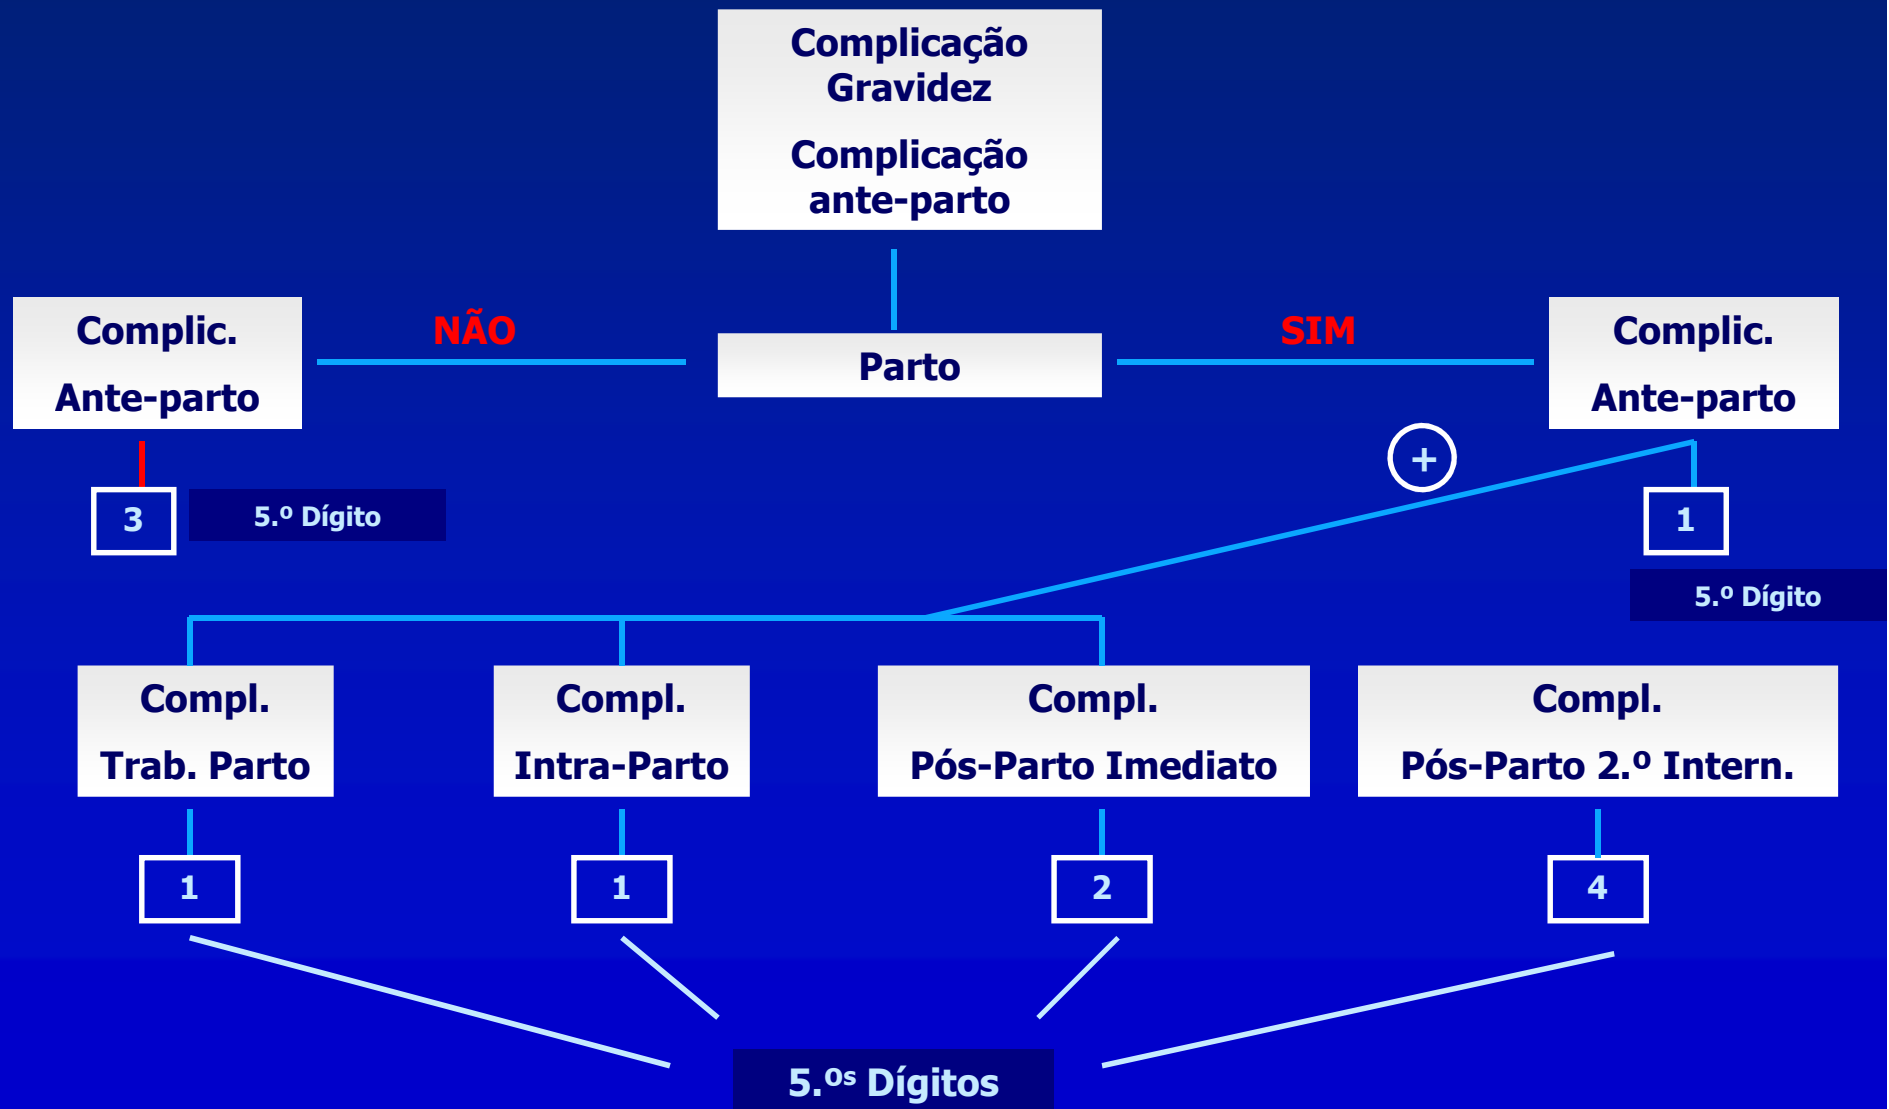 Complicação
Gravidez
Complicação
ante-parto
Complic.
Ante-parto
NÃO
Parto
SIM
Complic.
Ante-parto
+
3
5.º Dígito
1
5.º Dígito
Compl.
Trab. Parto
Compl.
Intra-Parto
Compl.
Pós-Parto Imediato
Compl.
Pós-Parto 2.º Intern.
1
1
2
4
5.ºˢ Dígitos